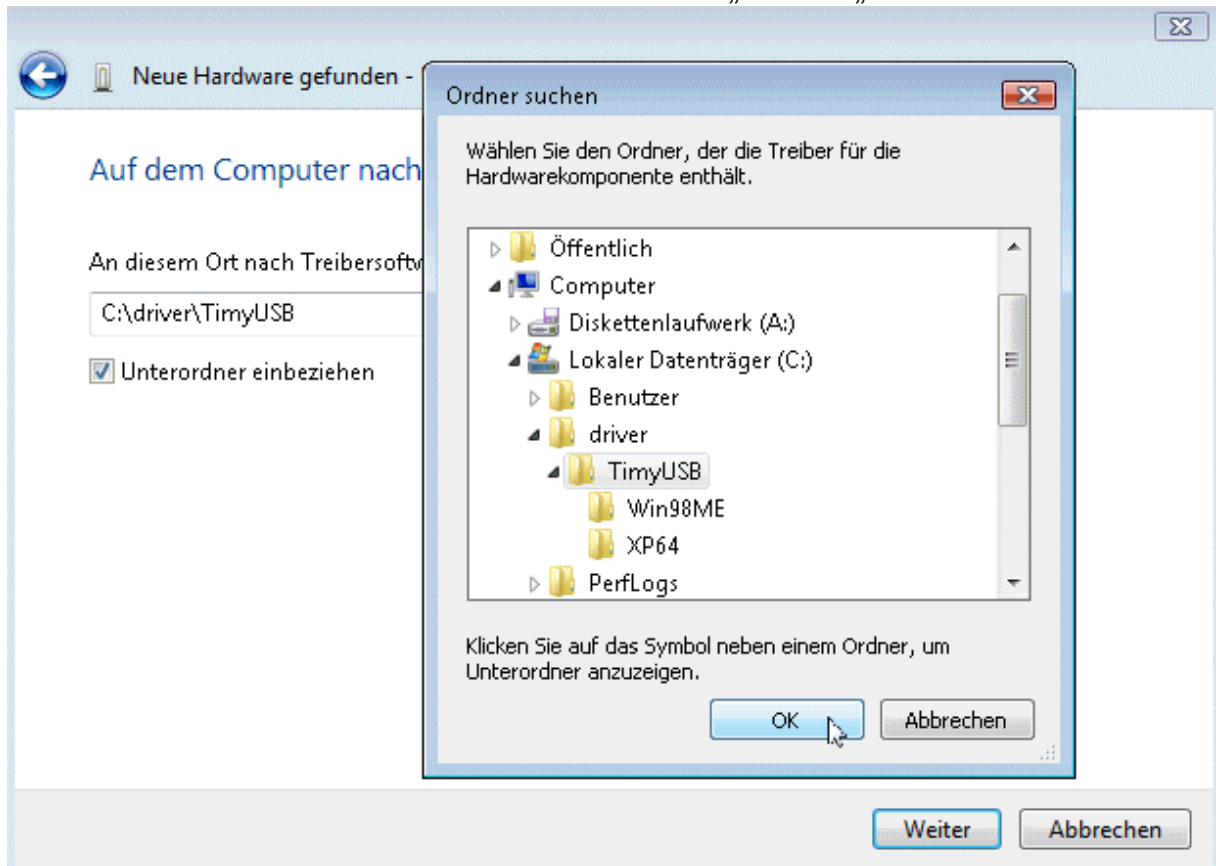 Neue Hardware gefunden -
Auf dem Computer nach
An diesem Ort nach Treibersoftw
C:\driver\TimyUSB
Unterordner einbeziehen
Ordner suchen
Wählen Sie den Ordner, der die Treiber für die
Hardwarekomponente enthält.
Öffentlich
Computer
Diskettenlaufwerk (A:)
Lokaler Datenträger (C:)
Benutzer
driver
TimyUSB
Win98ME
XP64
PerfLogs
Klicken Sie auf das Symbol neben einem Ordner, um
Unterordner anzuzeigen.
OK
Abbrechen
Weiter
Abbrechen